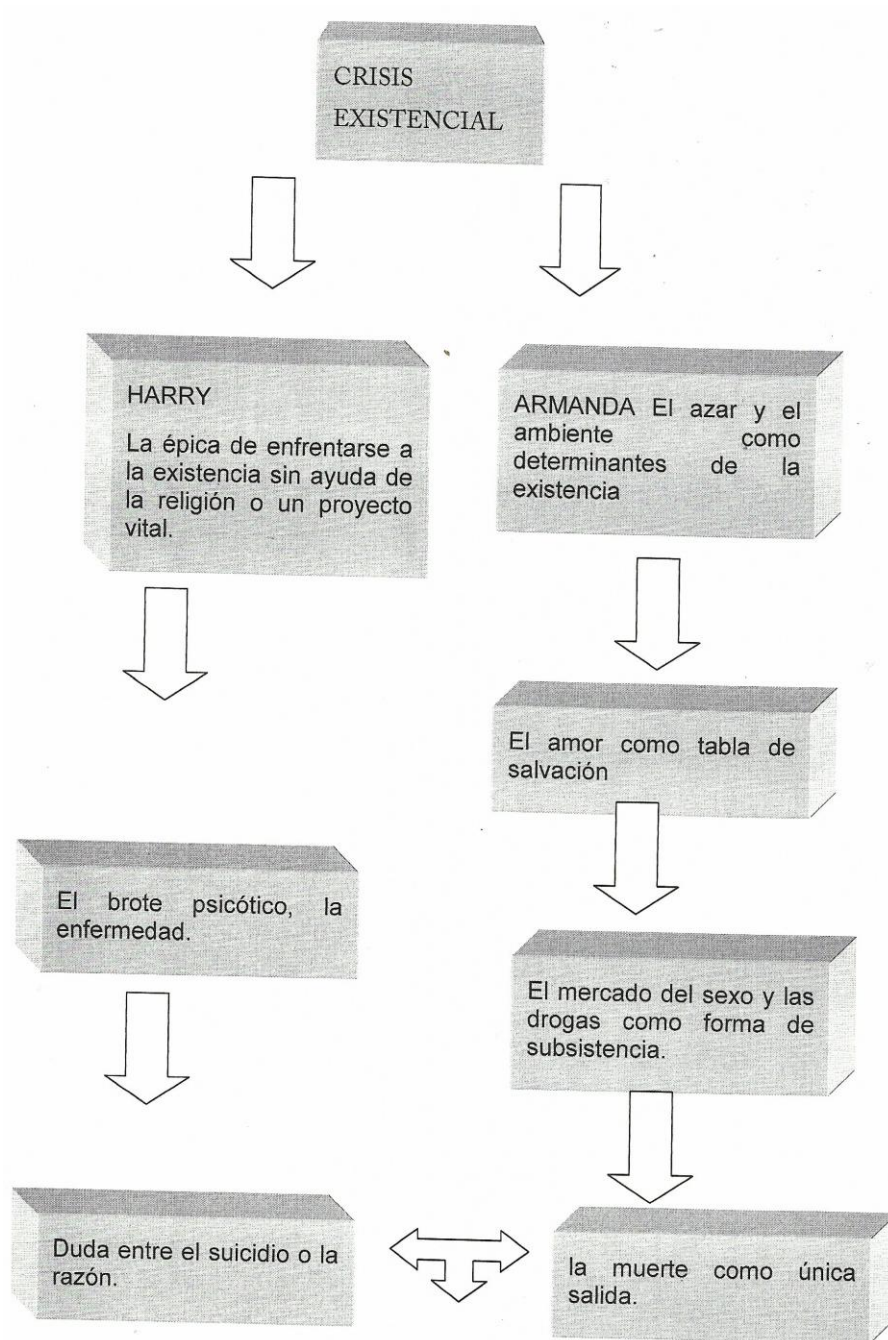 CRISIS
EXISTENCIAL
HARRY
La épica de enfrentarse a
la existencia sin ayuda de
la religión o un proyecto
vital.
ARMANDA El azar y el
ambiente como
determinantes de la
existencia
El amor como tabla de
salvación
El brote psicótico, la
enfermedad.
El mercado del sexo y las
drogas como forma de
subsistencia.
Duda entre el suicidio o la
razón.
la muerte como única
salida.